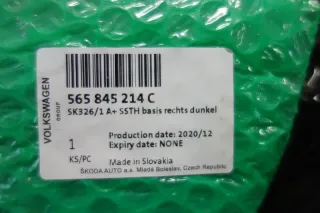 VOLKSWAGEN
GROUP
565 845 214 C
SK326/1 A+ SSTH basis rechts dunkel
Production date: 2020/12
1 Expiry date: NONE
KS/PC Made in Slovakia
ŠKODA AUTO a.s. Mladá Boleslav, Czech Republic